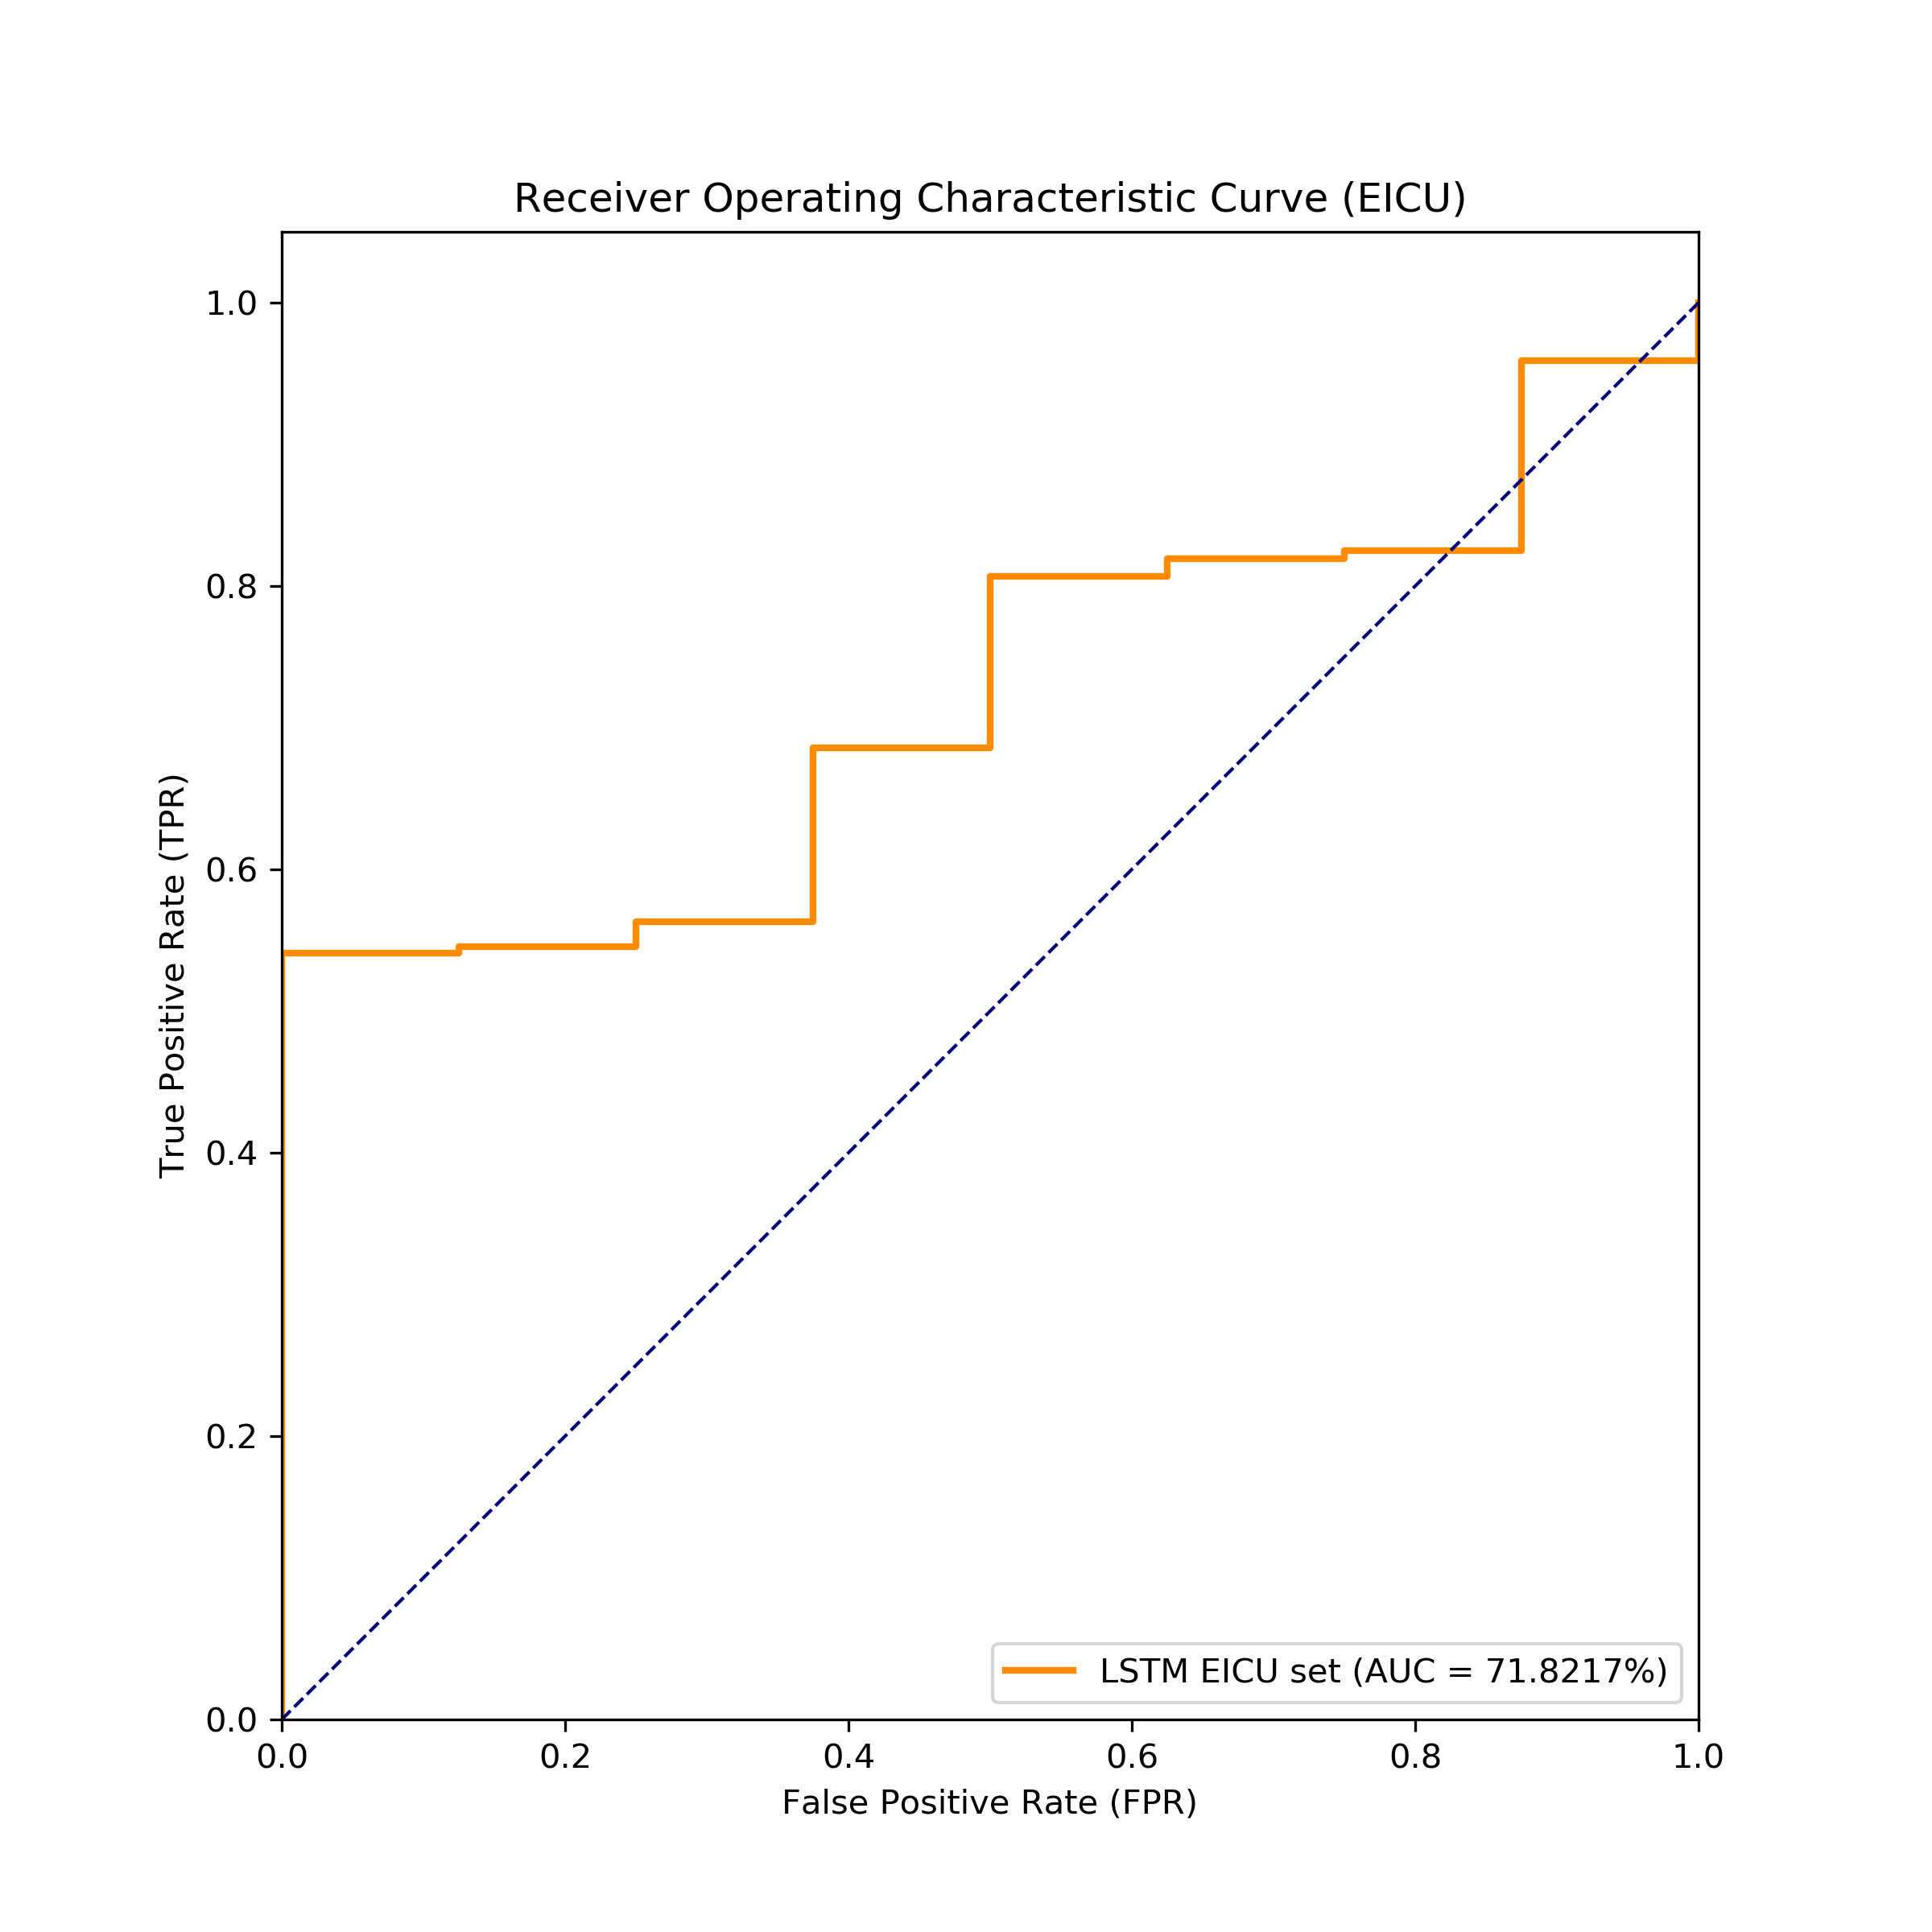 Receiver Operating Characteristic Curve (EICU)
True Positive Rate (TPR)
1.0
0.8
0.6
0.4
0.2
0.0
LSTM EICU set (AUC = 71.8217%)
0.0 0.2 0.4 0.6 0.8 1.0
False Positive Rate (FPR)